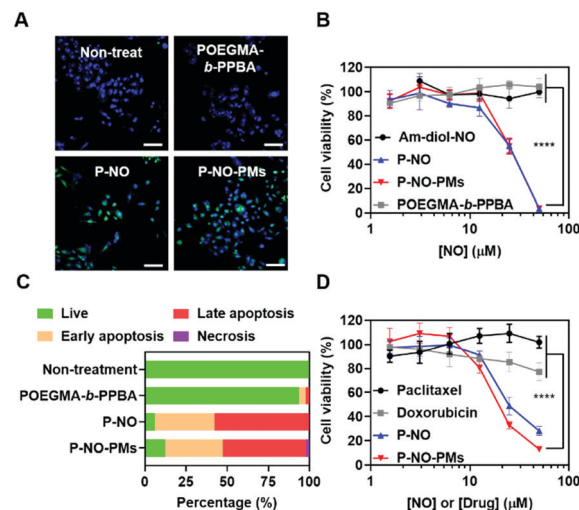 A
Non-treat
POEGMA-
b-PPBA
P-NO
P-NO-PMs
B
Cell viability (%)
120
100
80
60
40
20
0
Am-diol-NO
P-NO
P-NO-PMs
POEGMA-b-PPBA
****
1
10
100
[NO] (μM)
C
Live
Late apoptosis
Early apoptosis
Necrosis
Non-treatment
POEGMA-b-PPBA
P-NO
P-NO-PMs
0
25
50
75
100
Percentage (%)
D
Cell viability (%)
120
100
80
60
40
20
0
Paclitaxel
Doxorubicin
P-NO
P-NO-PMs
****
1
10
100
[NO] or [Drug] (μM)